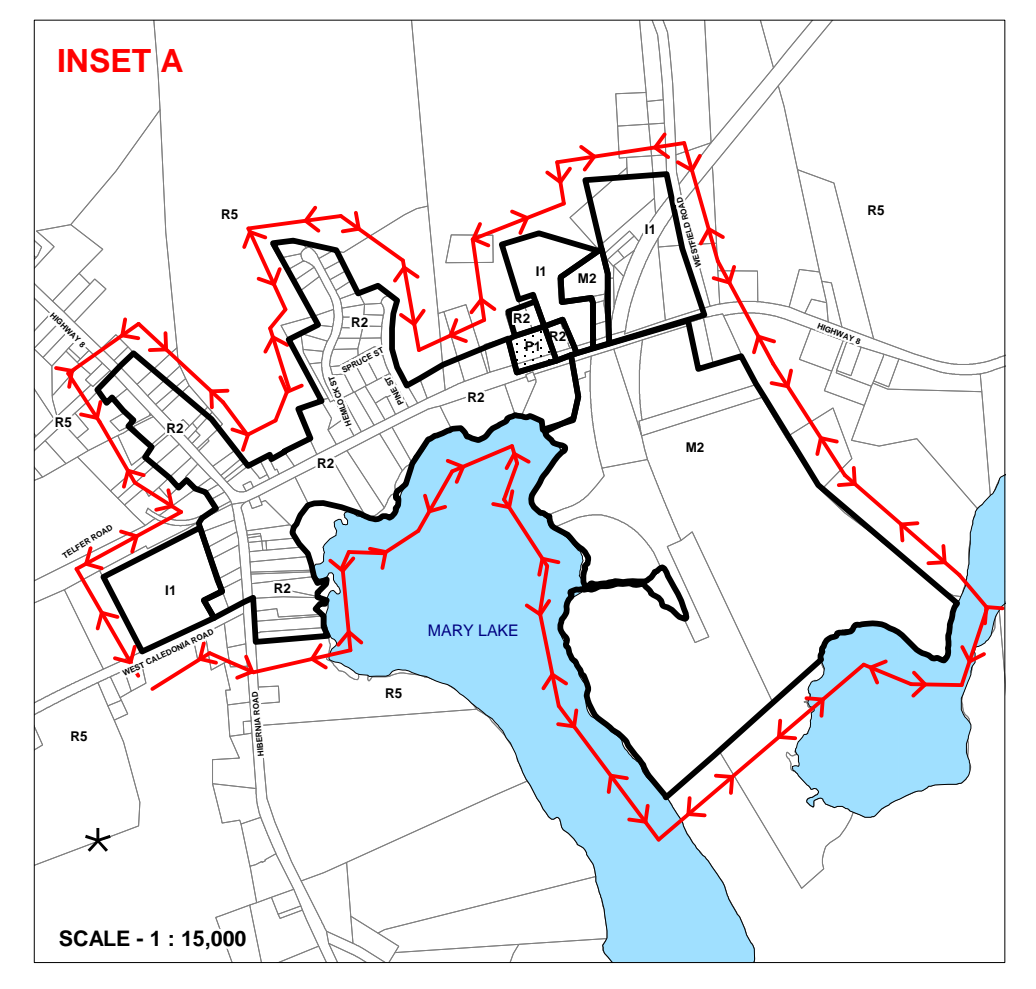 INSET A
R5
R5
I1
WESTFIELD ROAD
I1
M2
R2
R2
P1
R2
HIGHWAY 8
HIGHWAY 8
SPRUCE ST
HEMLOCK ST
PINE ST
R2
R5
R2
R2
M2
TELFER ROAD
I1
R2
MARY LAKE
WEST CALEDONIA ROAD
R5
HIBERNIA ROAD
R5
SCALE - 1 : 15,000